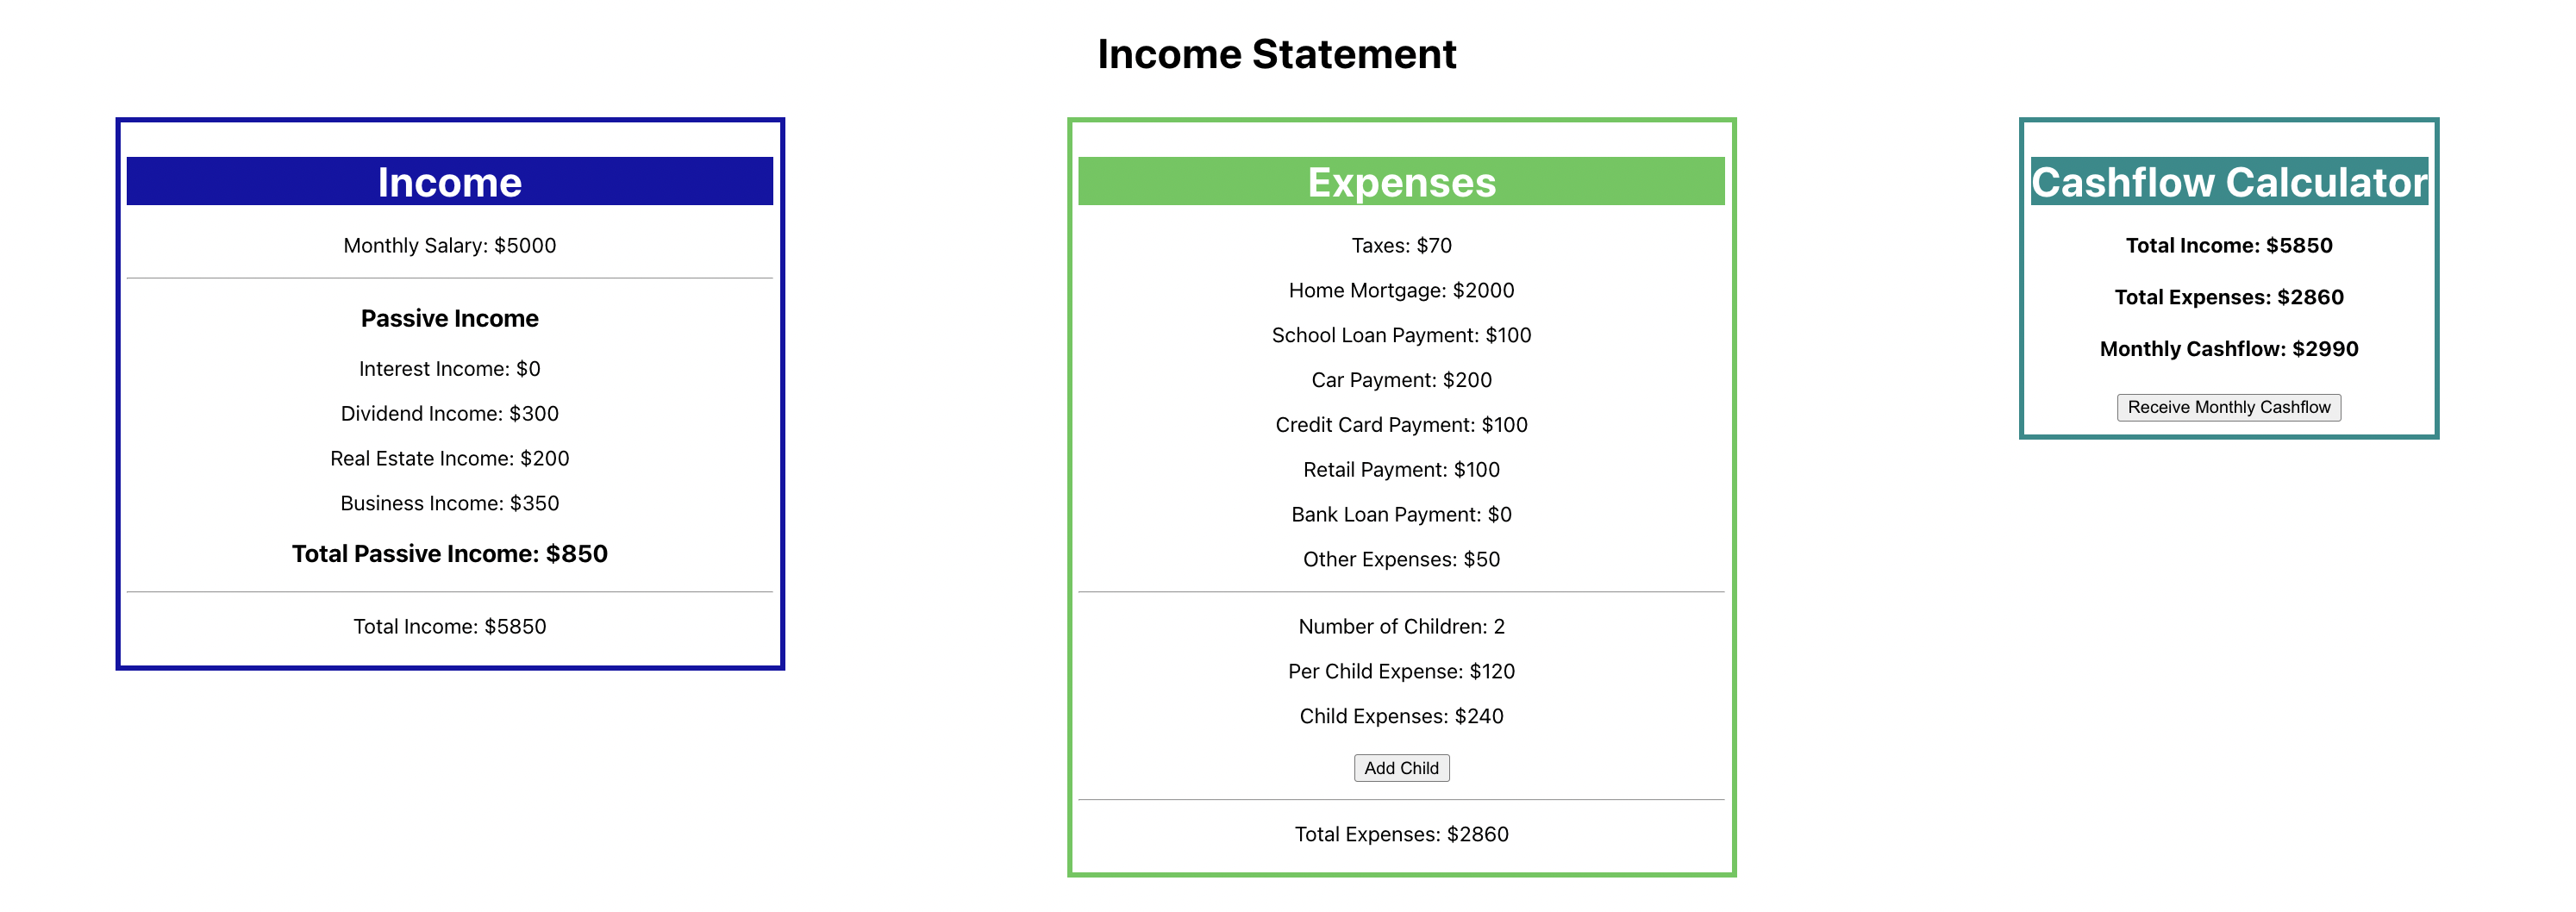 Income Statement
Income
Monthly Salary: $5000
Passive Income
Interest Income: $0
Dividend Income: $300
Real Estate Income: $200
Business Income: $350
Total Passive Income: $850
Total Income: $5850
Expenses
Taxes: $70
Home Mortgage: $2000
School Loan Payment: $100
Car Payment: $200
Credit Card Payment: $100
Retail Payment: $100
Bank Loan Payment: $0
Other Expenses: $50
Number of Children: 2
Per Child Expense: $120
Child Expenses: $240
Add Child
Total Expenses: $2860
Cashflow Calculator
Total Income: $5850
Total Expenses: $2860
Monthly Cashflow: $2990
Receive Monthly Cashflow